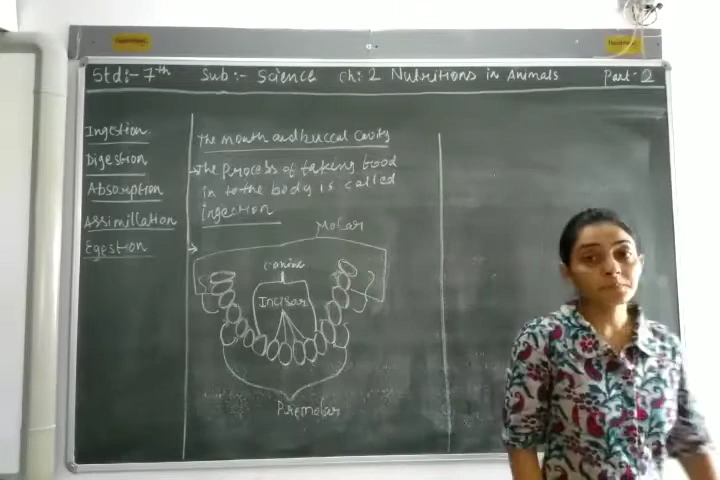 Std:- 7th Sub:- Science Ch: 2 Nutritions in Animals Part-2
Ingestion
Digestion
Absorption
Assimillation
Egestion
The mouth and buccal cavity
The process of taking food
in to the body is called
ingestion
Molar
Canine
Incisar
Premolar